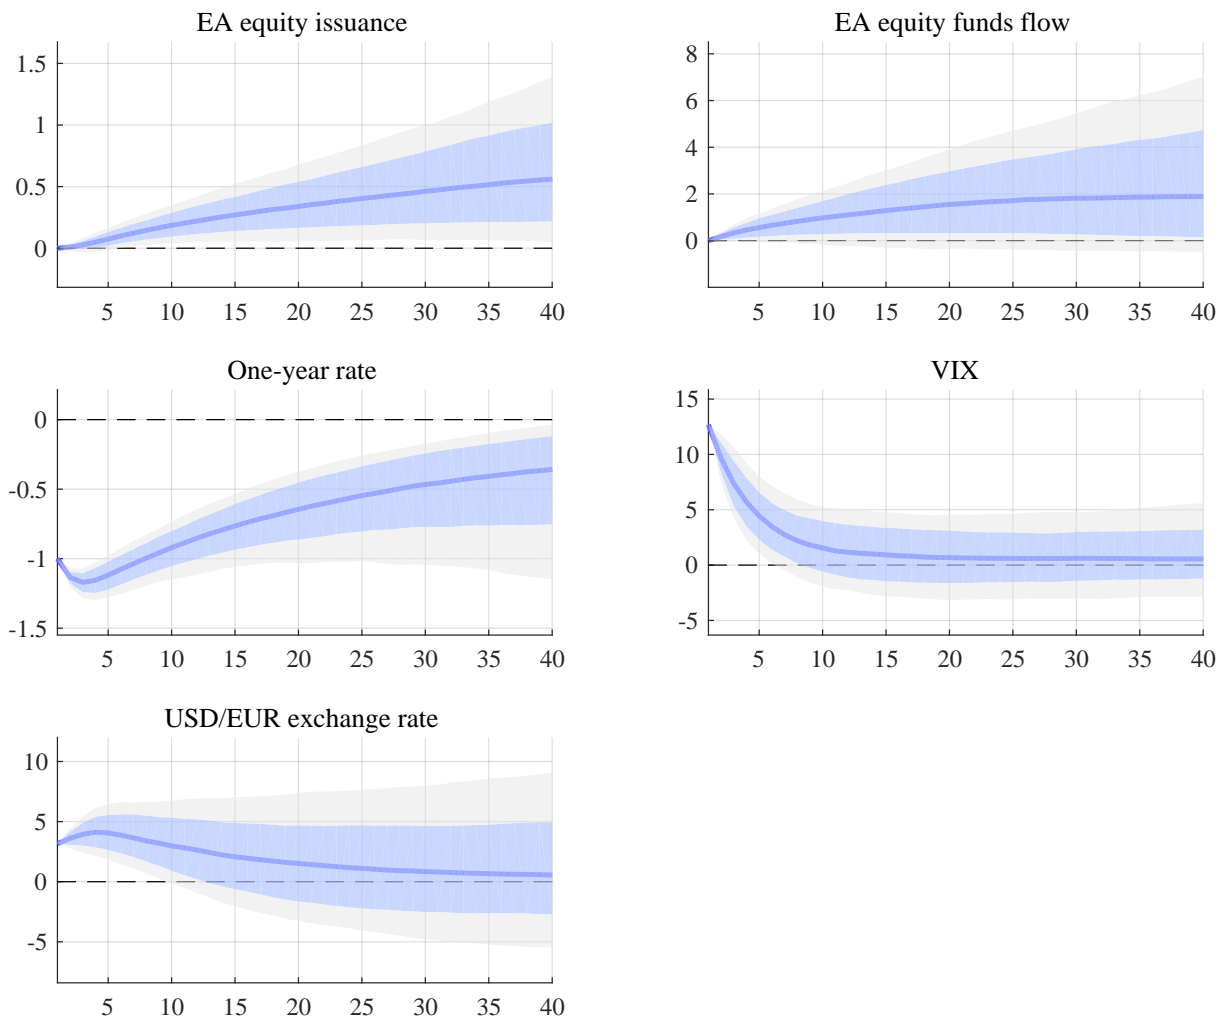 EA equity issuance
1.5
1
0.5
0
5 10 15 20 25 30 35 40
EA equity funds flow
8
6
4
2
0
5 10 15 20 25 30 35 40
One-year rate
0
-0.5
-1
-1.5
5 10 15 20 25 30 35 40
VIX
15
10
5
0
-5
5 10 15 20 25 30 35 40
USD/EUR exchange rate
10
5
0
-5
5 10 15 20 25 30 35 40